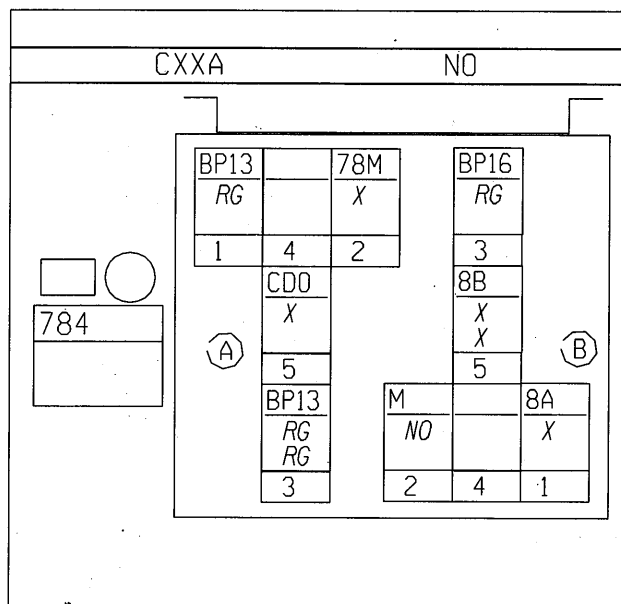 CXXA NO
BP13 78M BP16
RG X RG
1 4 2 3
CD0 8B
784 X X
X
A B
5 5
BP13 M 8A
RG NO X
RG
3 2 4 1